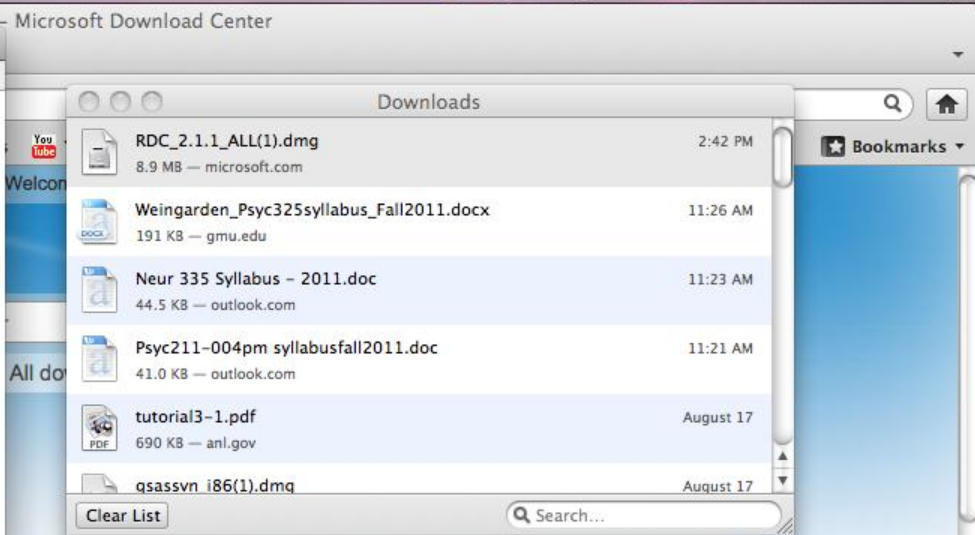 - Microsoft Download Center
Downloads
You
Tube
Bookmarks
Welcom
All do
RDC_2.1.1_ALL(1).dmg 2:42 PM
8.9 MB — microsoft.com
DOCX
Weingarden_Psyc325syllabus_Fall2011.docx 11:26 AM
191 KB — gmu.edu
Neur 335 Syllabus - 2011.doc 11:23 AM
44.5 KB — outlook.com
Psyc211-004pm syllabusfall2011.doc 11:21 AM
41.0 KB — outlook.com
PDF
tutorial3-1.pdf August 17
690 KB — anl.gov
qsassvn_i86(1).dmg August 17
Clear List
Search...